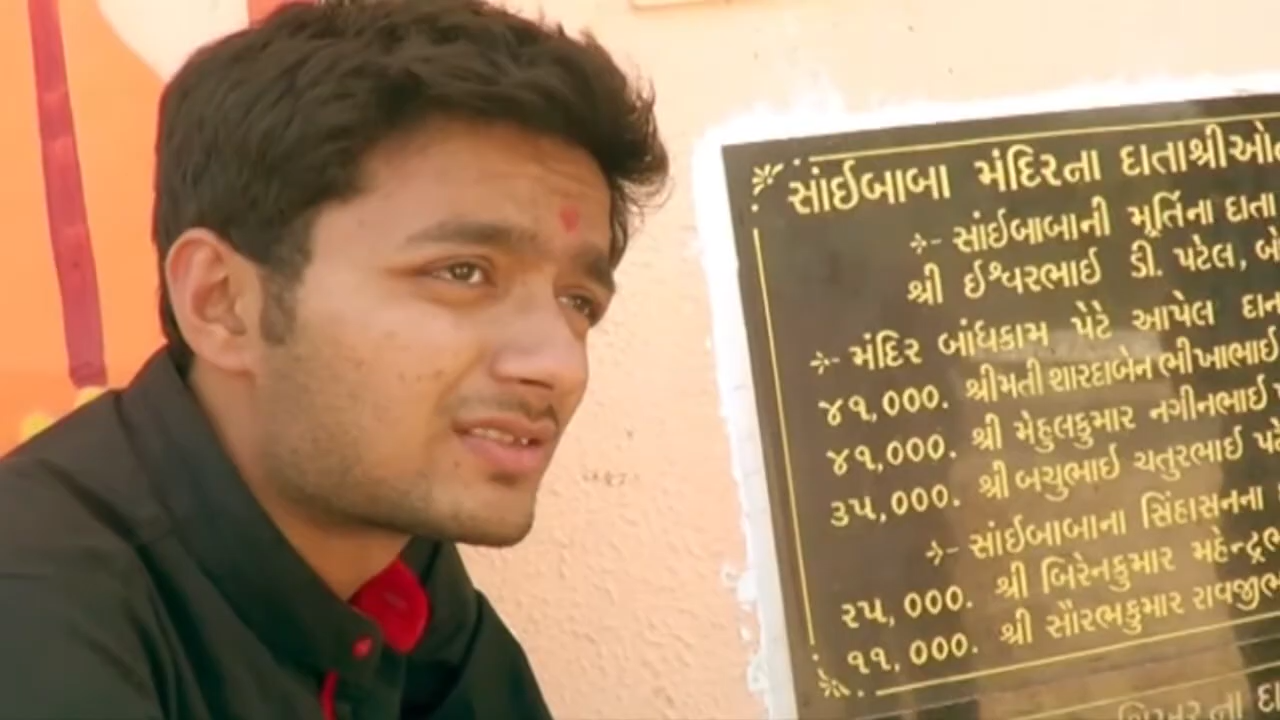 સાંઈબાબા મંદિરના દાતાશ્રીઓ
સાંઈબાબાની મૂર્તિના દાતા
શ્રી ઈશ્વરભાઈ ડી. પટેલ,
મંદિર બાંધકામ પેટે આપેલ દાન
૪૧,૦૦૦. શ્રીમતી શારદાબેન ભીખાભાઈ
૪૧,૦૦૦. શ્રી મેહુલકુમાર નગીનભાઈ
૩૫,૦૦૦. શ્રી બચુભાઈ ચતુરભાઈ
સાંઈબાબાના સિંહાસનના
૨૫,૦૦૦. શ્રી બિરેનકુમાર
૧૧,૦૦૦. શ્રી સૌરભકુમાર